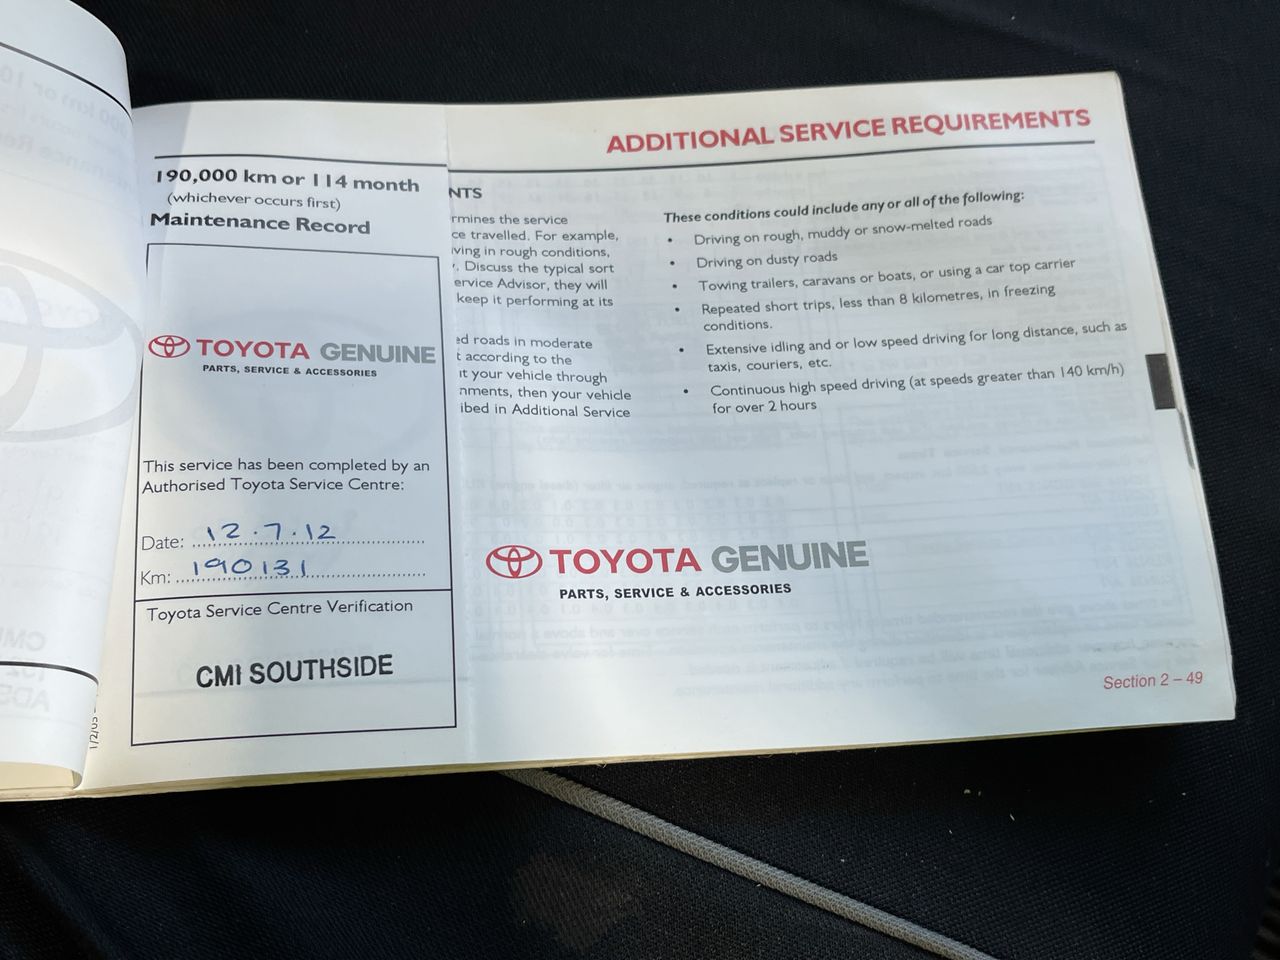 190,000 km or 114 month
(whichever occurs first)
Maintenance Record
TOYOTA GENUINE
PARTS, SERVICE & ACCESSORIES
This service has been completed by an
Authorised Toyota Service Centre:
Date: 12.7.12
Km: 190131
Toyota Service Centre Verification
CMI SOUTHSIDE
ADDITIONAL SERVICE REQUIREMENTS
NTS
rmines the service
ce travelled. For example,
ving in rough conditions,
. Discuss the typical sort
ervice Advisor, they will
keep it performing at its
ed roads in moderate
t according to the
it your vehicle through
nments, then your vehicle
ibed in Additional Service
These conditions could include any or all of the following:
• Driving on rough, muddy or snow-melted roads
• Driving on dusty roads
• Towing trailers, caravans or boats, or using a car top carrier
• Repeated short trips, less than 8 kilometres, in freezing
conditions.
• Extensive idling and or low speed driving for long distance, such as
taxis, couriers, etc.
• Continuous high speed driving (at speeds greater than 140 km/h)
for over 2 hours
TOYOTA GENUINE
PARTS, SERVICE & ACCESSORIES
Section 2 – 49